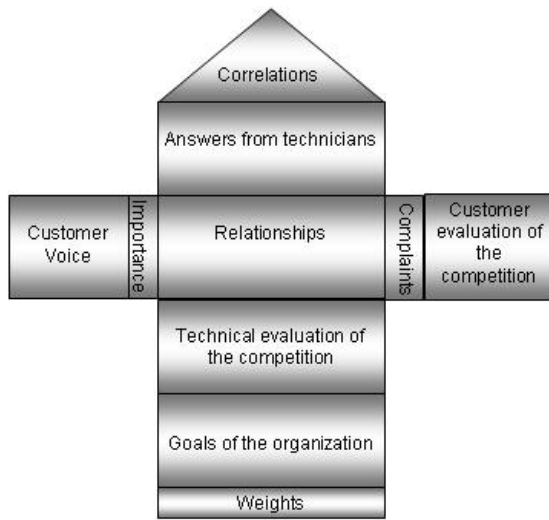 Correlations
Answers from technicians
Customer
Voice
Importance
Relationships
Complaints
Customer
evaluation of
the
competition
Technical evaluation of
the competition
Goals of the organization
Weights